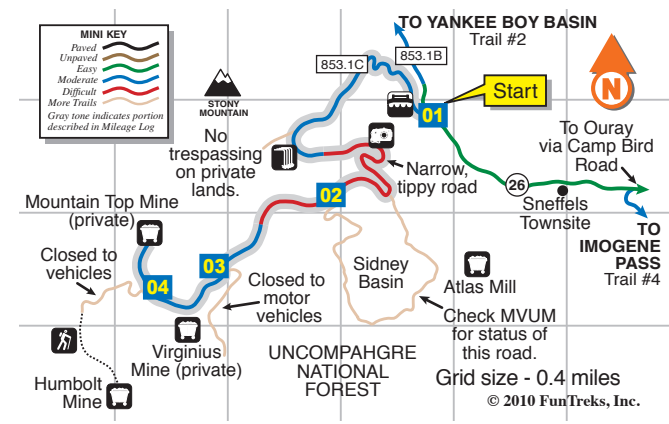 TO YANKEE BOY BASIN
Trail #2
MINI KEY
Paved
Unpaved
Easy
Moderate
Difficult
More Trails
Gray tone indicates portion
described in Mileage Log
853.1C
853.1B
STONY
MOUNTAIN
Start
01
N
No
trespassing
on private
lands.
To Ouray
via Camp Bird
Road
Narrow,
tippy road
26
Sneffels
Townsite
02
Mountain Top Mine
(private)
TO
IMOGENE
PASS
Trail #4
Closed to
vehicles
03
04
Closed to
motor
vehicles
Sidney
Basin
Atlas Mill
Check MVUM
for status of
this road.
Virginius
Mine (private)
UNCOMPAHGRE
NATIONAL
FOREST
Humbolt
Mine
Grid size - 0.4 miles
© 2010 FunTreks, Inc.